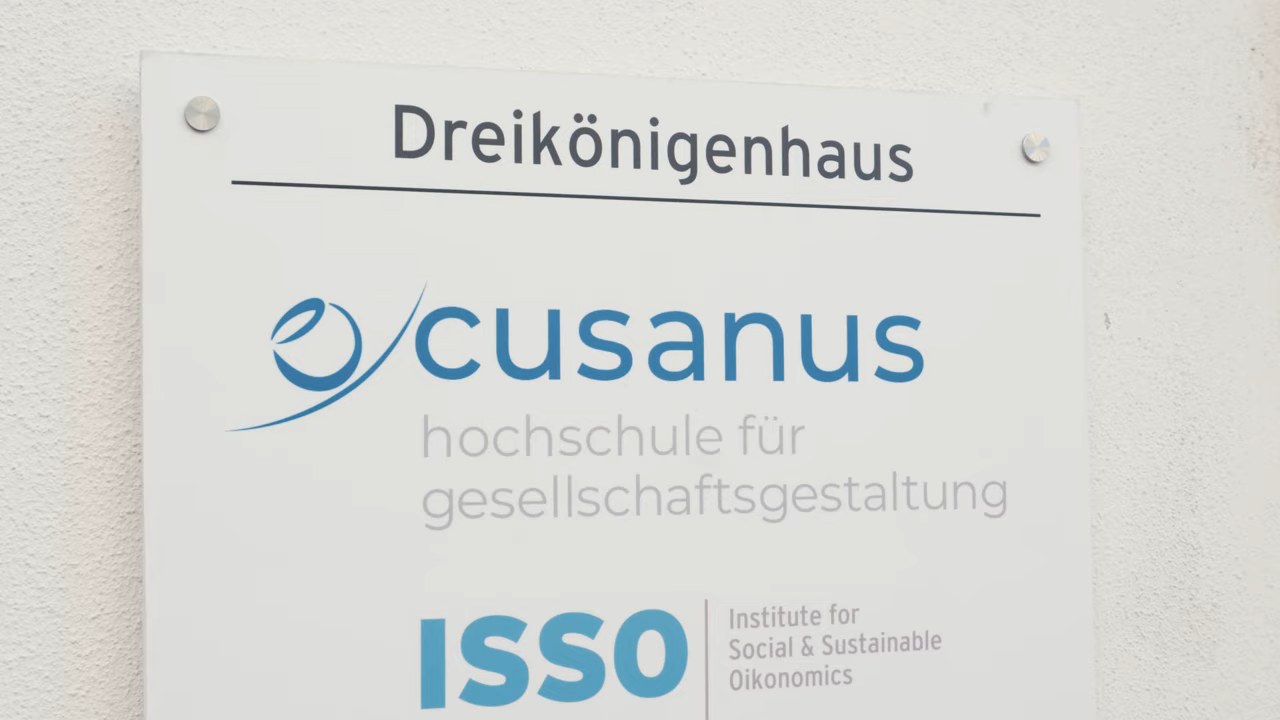 Dreikönigenhaus
cusanus
hochschule für
gesellschaftsgestaltung
ISSO
Institute for
Social & Sustainable
Oikonomics